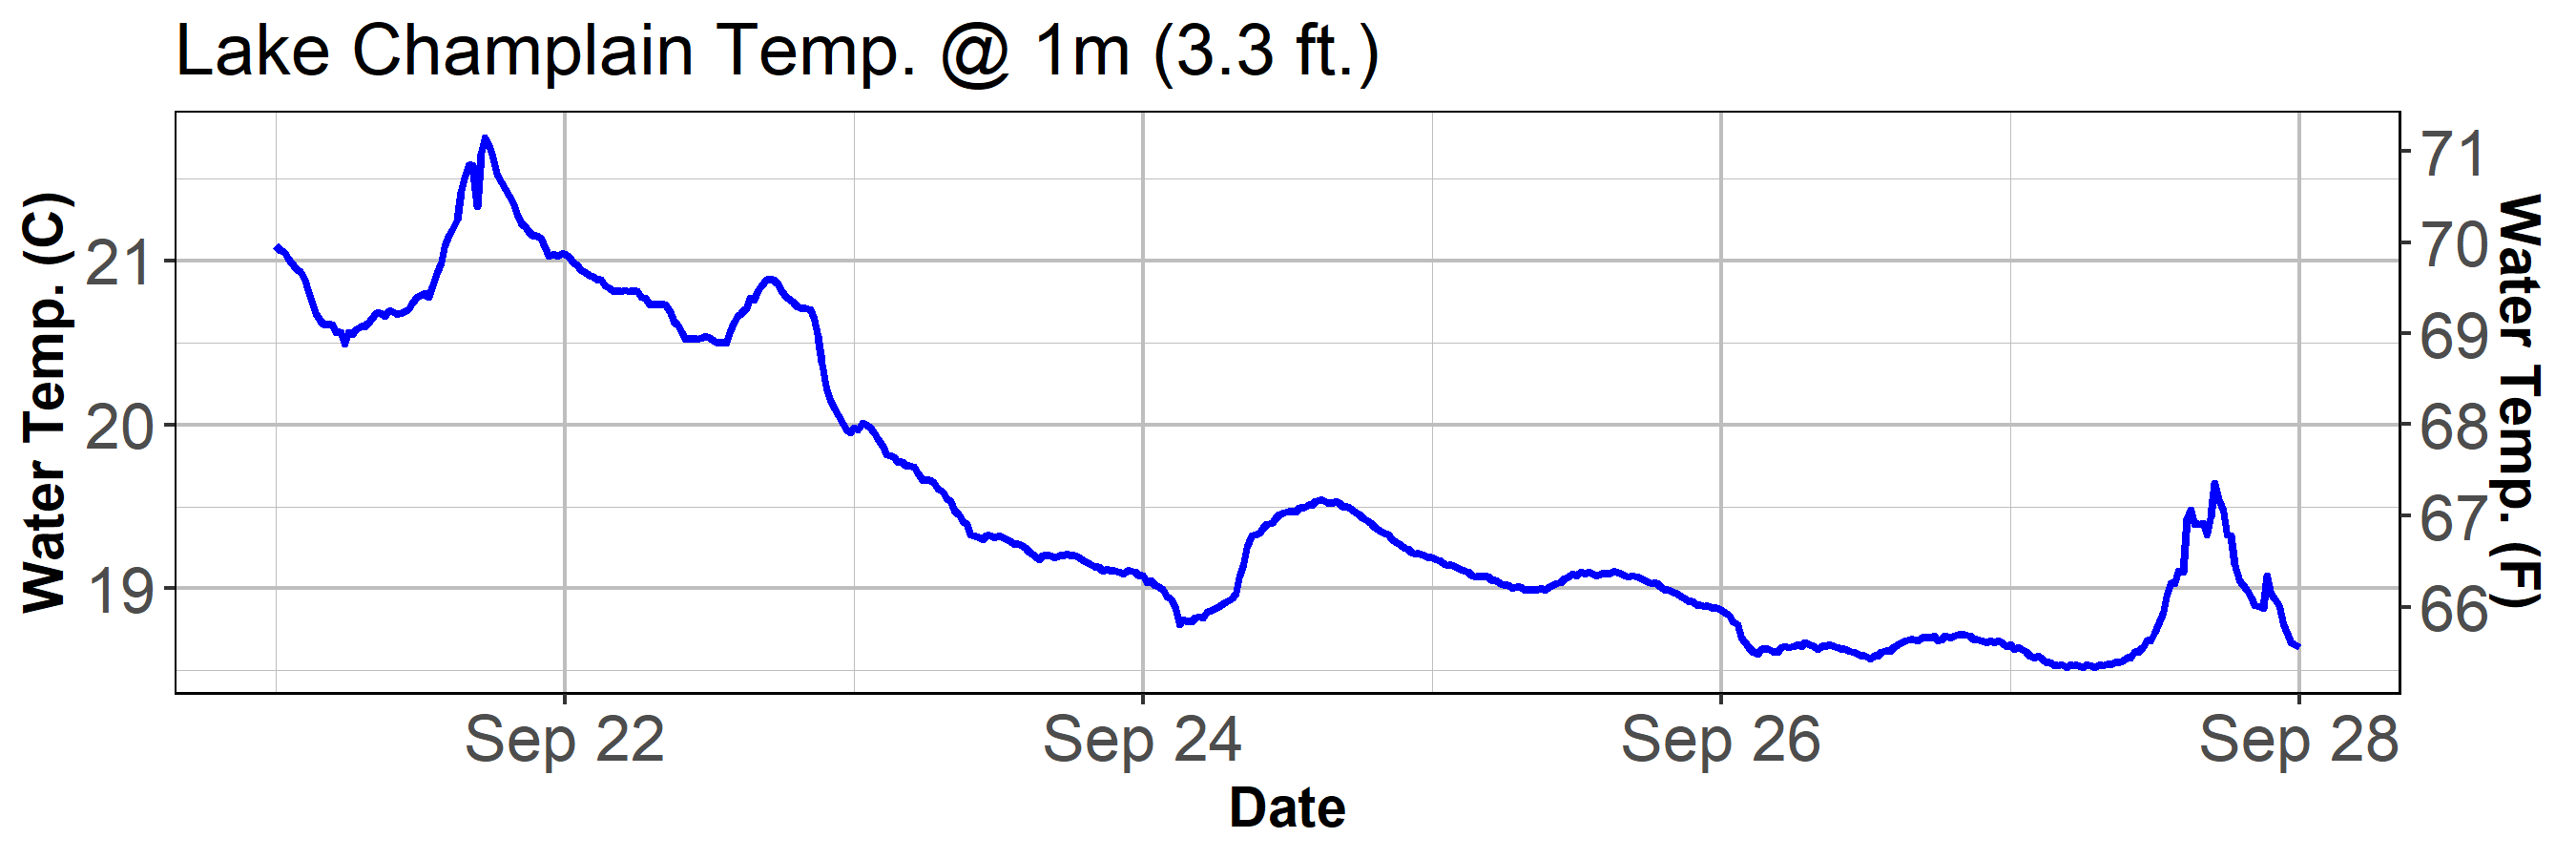 Lake Champlain Temp. @ 1m (3.3 ft.)
Water Temp. (C)
21
20
19
71
70
69
68
67
66
Water Temp. (F)
Sep 22
Sep 24
Sep 26
Sep 28
Date